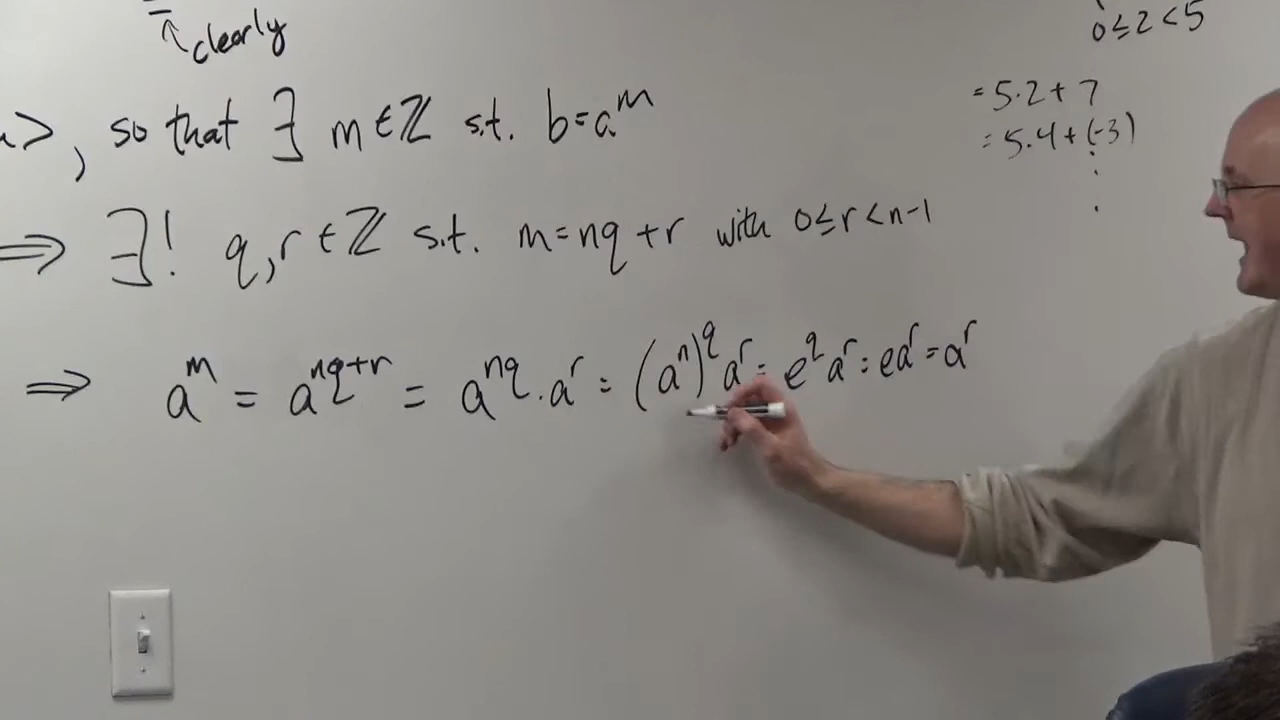 ↑ clearly
>, so that ∃ m ∈ ℤ s.t. b = a^m
⇒ ∃! q, r ∈ ℤ s.t. m = nq + r with 0 ≤ r < n-1
⇒ a^m = a^{nq+r} = a^{nq} · a^r = (a^n)^q a^r = e^q a^r = ea^r = a^r
0 ≤ 2 < 5
= 5·2 + 7
= 5·4 + (-3)
⋮